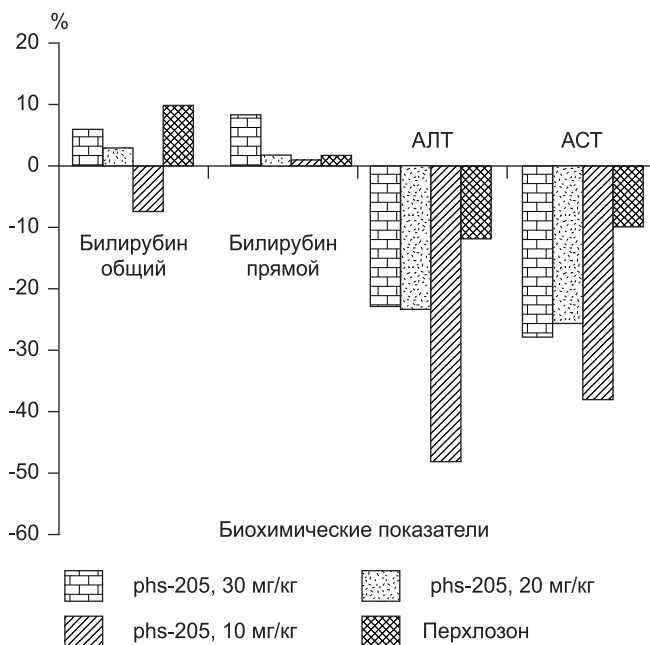 %
20
10
АЛТ
АСТ
0
-10
Билирубин
общий
Билирубин
прямой
-20
-30
-40
-50
-60
Биохимические показатели
phs-205, 30 мг/кг
phs-205, 20 мг/кг
phs-205, 10 мг/кг
Перхлозон